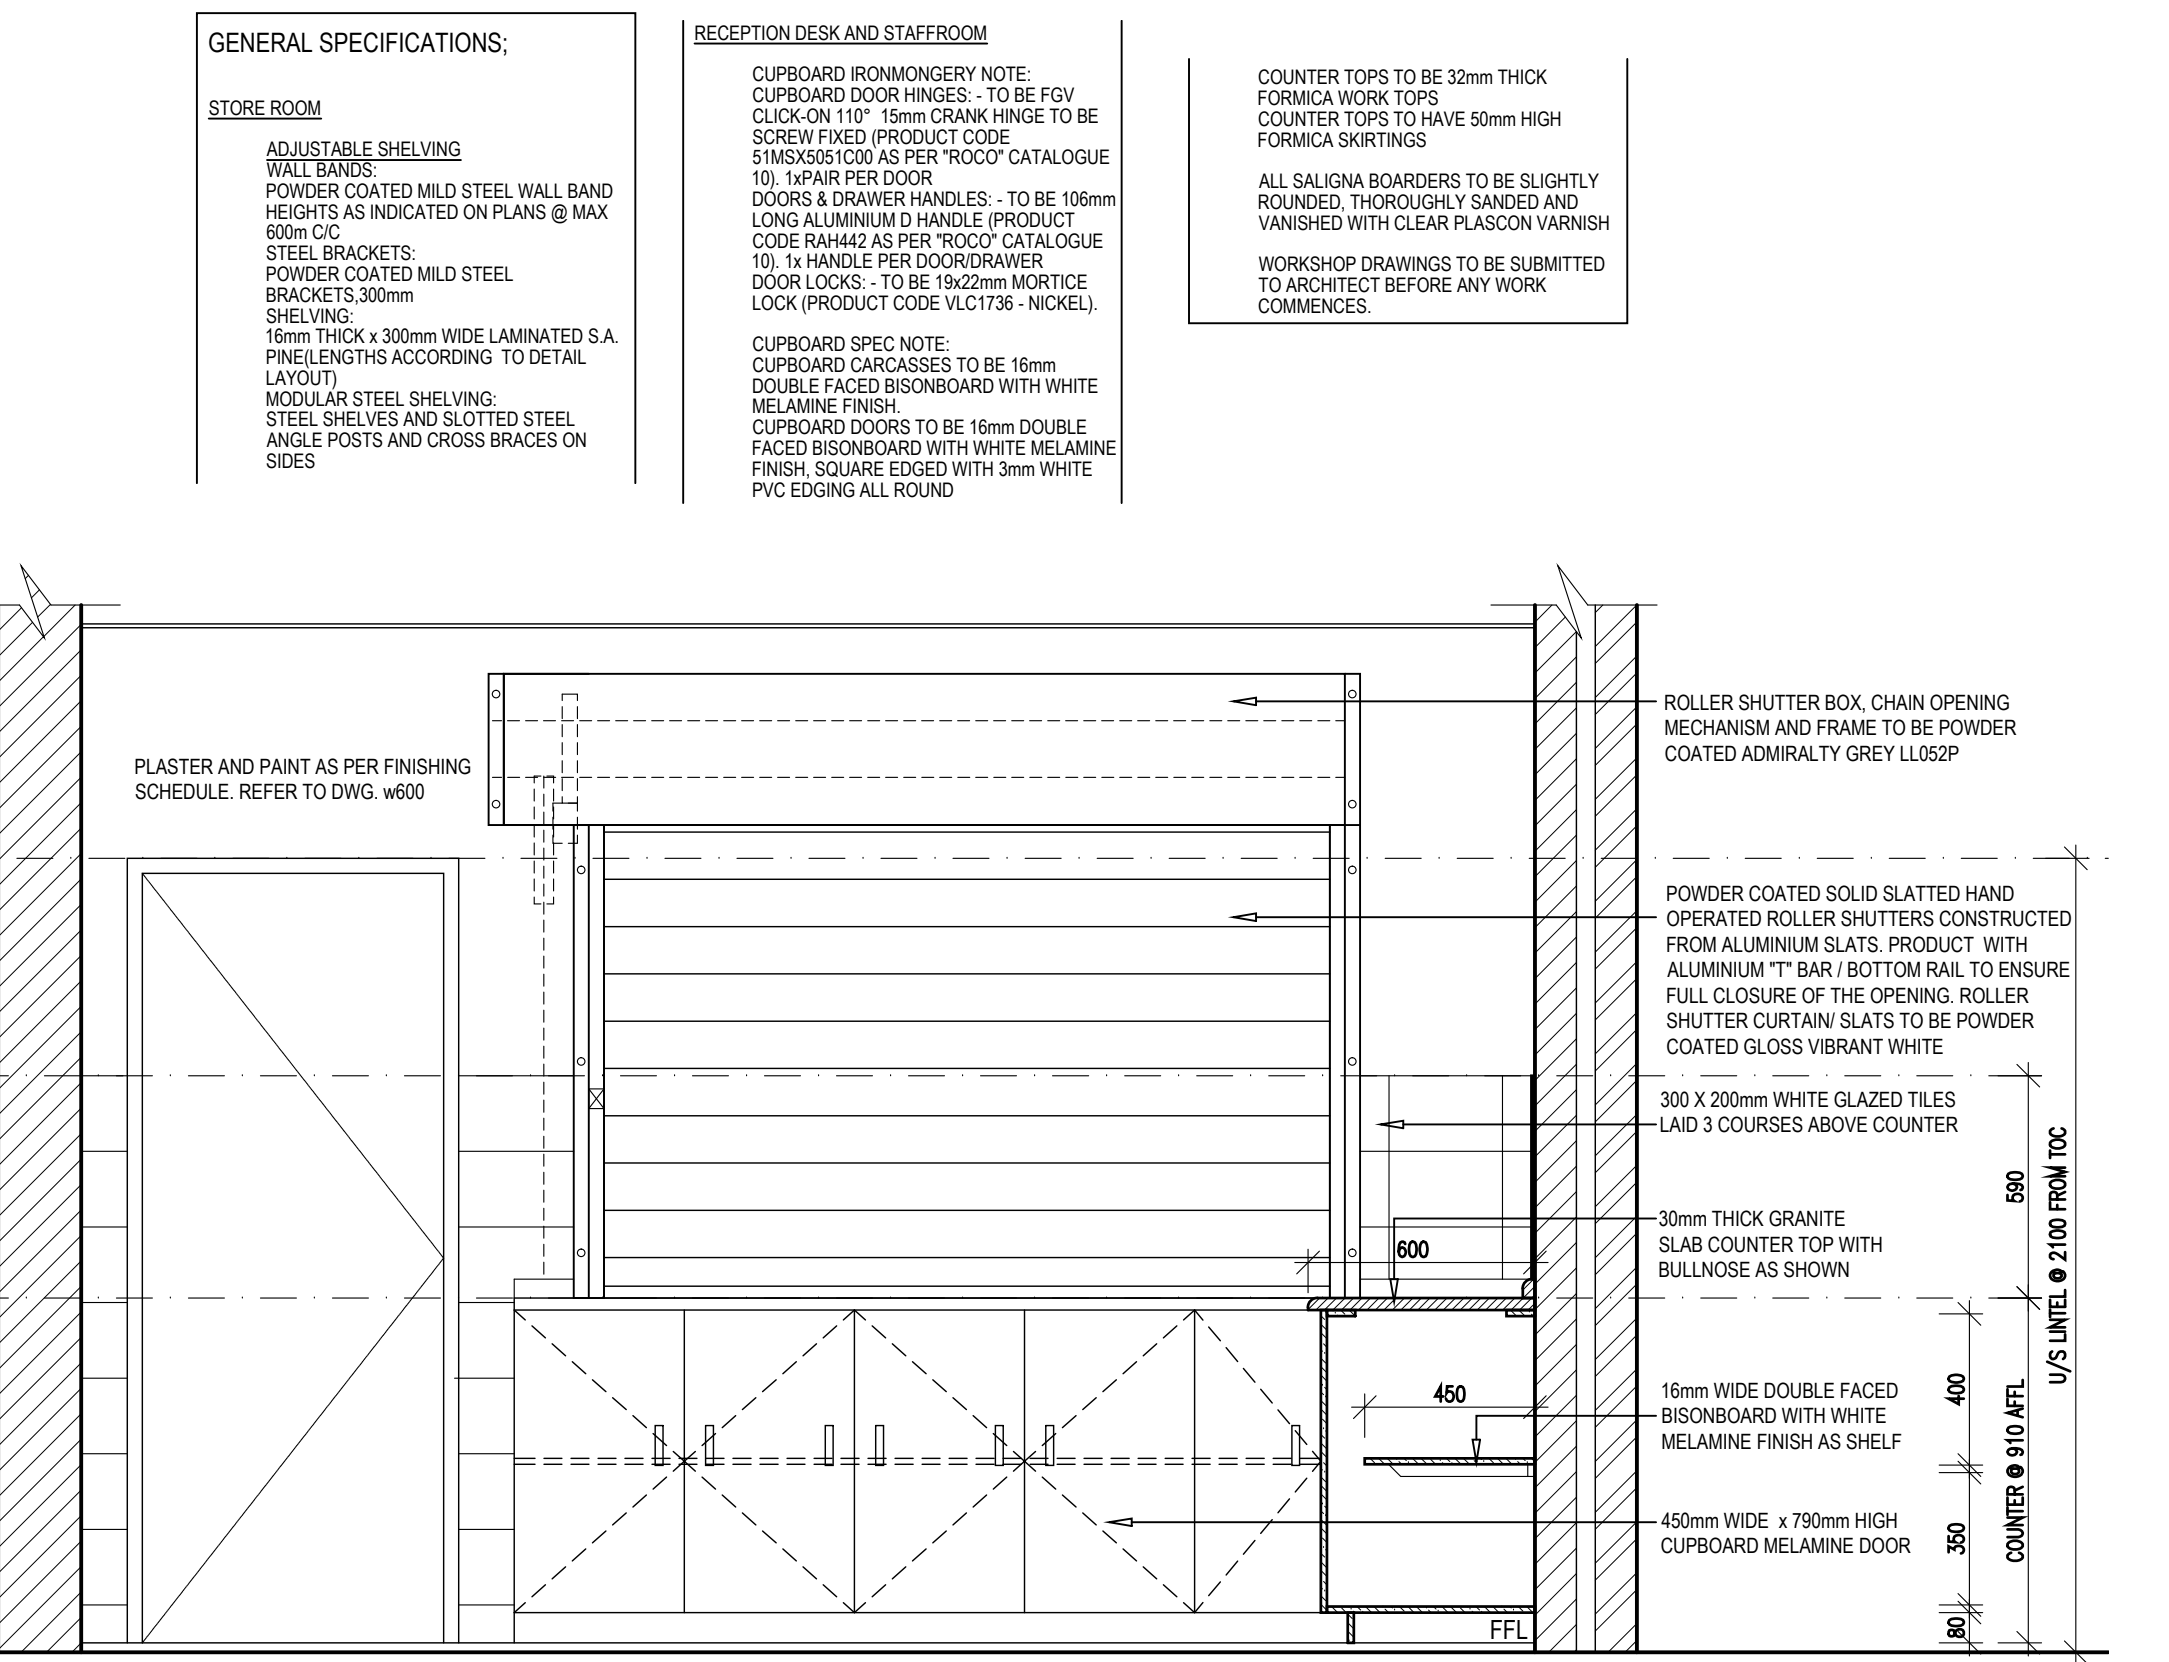 GENERAL SPECIFICATIONS;
STORE ROOM
ADJUSTABLE SHELVING
WALL BANDS:
POWDER COATED MILD STEEL WALL BAND
HEIGHTS AS INDICATED ON PLANS @ MAX
600m C/C
STEEL BRACKETS:
POWDER COATED MILD STEEL
BRACKETS,300mm
SHELVING:
16mm THICK x 300mm WIDE LAMINATED S.A.
PINE(LENGTHS ACCORDING TO DETAIL
LAYOUT)
MODULAR STEEL SHELVING:
STEEL SHELVES AND SLOTTED STEEL
ANGLE POSTS AND CROSS BRACES ON
SIDES
RECEPTION DESK AND STAFFROOM
CUPBOARD IRONMONGERY NOTE:
CUPBOARD DOOR HINGES: - TO BE FGV
CLICK-ON 110° 15mm CRANK HINGE TO BE
SCREW FIXED (PRODUCT CODE
51MSX5051C00 AS PER "ROCO" CATALOGUE
10). 1xPAIR PER DOOR
DOORS & DRAWER HANDLES: - TO BE 106mm
LONG ALUMINIUM D HANDLE (PRODUCT
CODE RAH442 AS PER "ROCO" CATALOGUE
10). 1x HANDLE PER DOOR/DRAWER
DOOR LOCKS: - TO BE 19x22mm MORTICE
LOCK (PRODUCT CODE VLC1736 - NICKEL).
CUPBOARD SPEC NOTE:
CUPBOARD CARCASSES TO BE 16mm
DOUBLE FACED BISONBOARD WITH WHITE
MELAMINE FINISH.
CUPBOARD DOORS TO BE 16mm DOUBLE
FACED BISONBOARD WITH WHITE MELAMINE
FINISH, SQUARE EDGED WITH 3mm WHITE
PVC EDGING ALL ROUND
COUNTER TOPS TO BE 32mm THICK
FORMICA WORK TOPS
COUNTER TOPS TO HAVE 50mm HIGH
FORMICA SKIRTINGS
ALL SALIGNA BOARDERS TO BE SLIGHTLY
ROUNDED, THOROUGHLY SANDED AND
VANISHED WITH CLEAR PLASCON VARNISH
WORKSHOP DRAWINGS TO BE SUBMITTED
TO ARCHITECT BEFORE ANY WORK
COMMENCES.
PLASTER AND PAINT AS PER FINISHING
SCHEDULE. REFER TO DWG. w600
ROLLER SHUTTER BOX, CHAIN OPENING
MECHANISM AND FRAME TO BE POWDER
COATED ADMIRALTY GREY LL052P
POWDER COATED SOLID SLATTED HAND
OPERATED ROLLER SHUTTERS CONSTRUCTED
FROM ALUMINIUM SLATS. PRODUCT WITH
ALUMINIUM "T" BAR / BOTTOM RAIL TO ENSURE
FULL CLOSURE OF THE OPENING. ROLLER
SHUTTER CURTAIN/ SLATS TO BE POWDER
COATED GLOSS VIBRANT WHITE
300 X 200mm WHITE GLAZED TILES
LAID 3 COURSES ABOVE COUNTER
30mm THICK GRANITE
SLAB COUNTER TOP WITH
BULLNOSE AS SHOWN
16mm WIDE DOUBLE FACED
BISONBOARD WITH WHITE
MELAMINE FINISH AS SHELF
450mm WIDE x 790mm HIGH
CUPBOARD MELAMINE DOOR
600
450
FFL
400
350
80
590
COUNTER @ 910 AFFL
U/S LINTEL @ 2100 FROM TOC